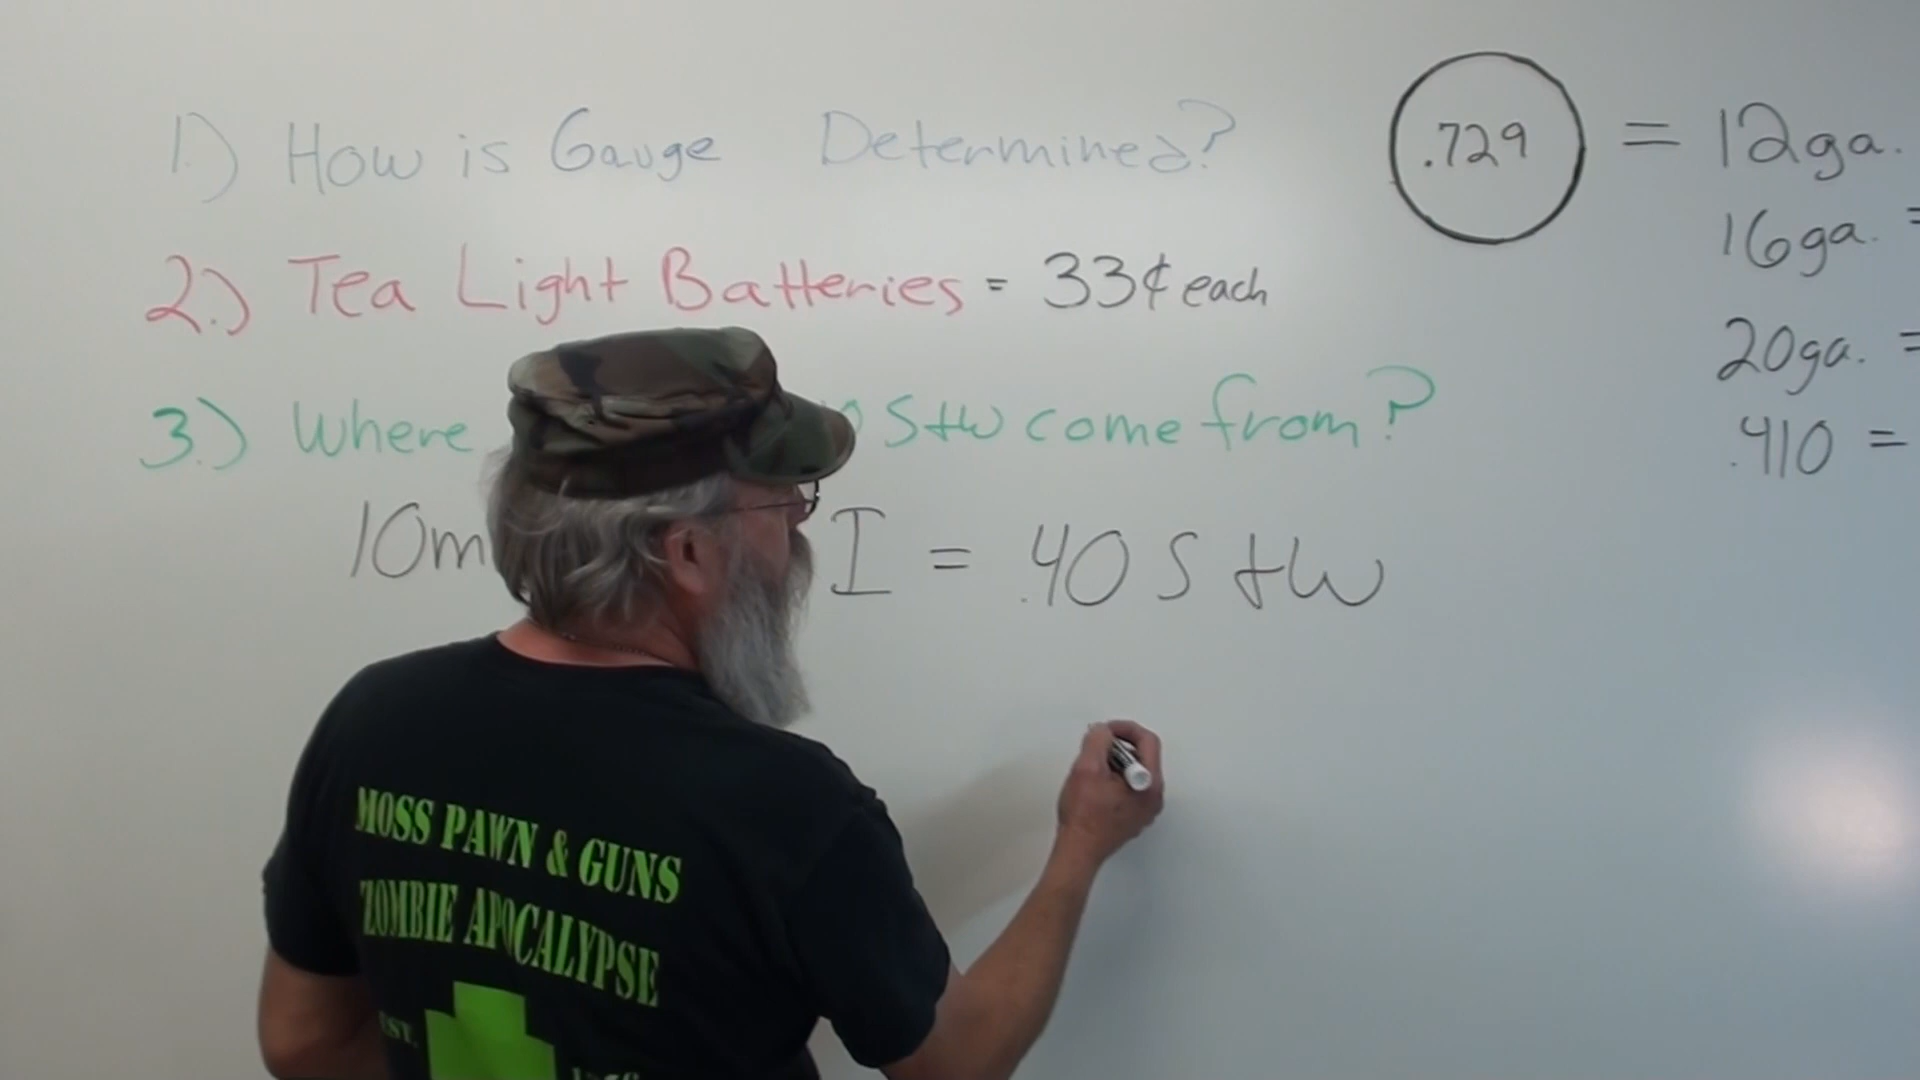 1.) How is Gauge Determined?
2.) Tea Light Batteries = 33¢ each
3.) Where S+W come from?
10m I = .40 S+W
.729 = 12ga.
16ga. =
20ga. =
.410 =
MOSS PAWN & GUNS
ZOMBIE APOCALYPSE
EST.